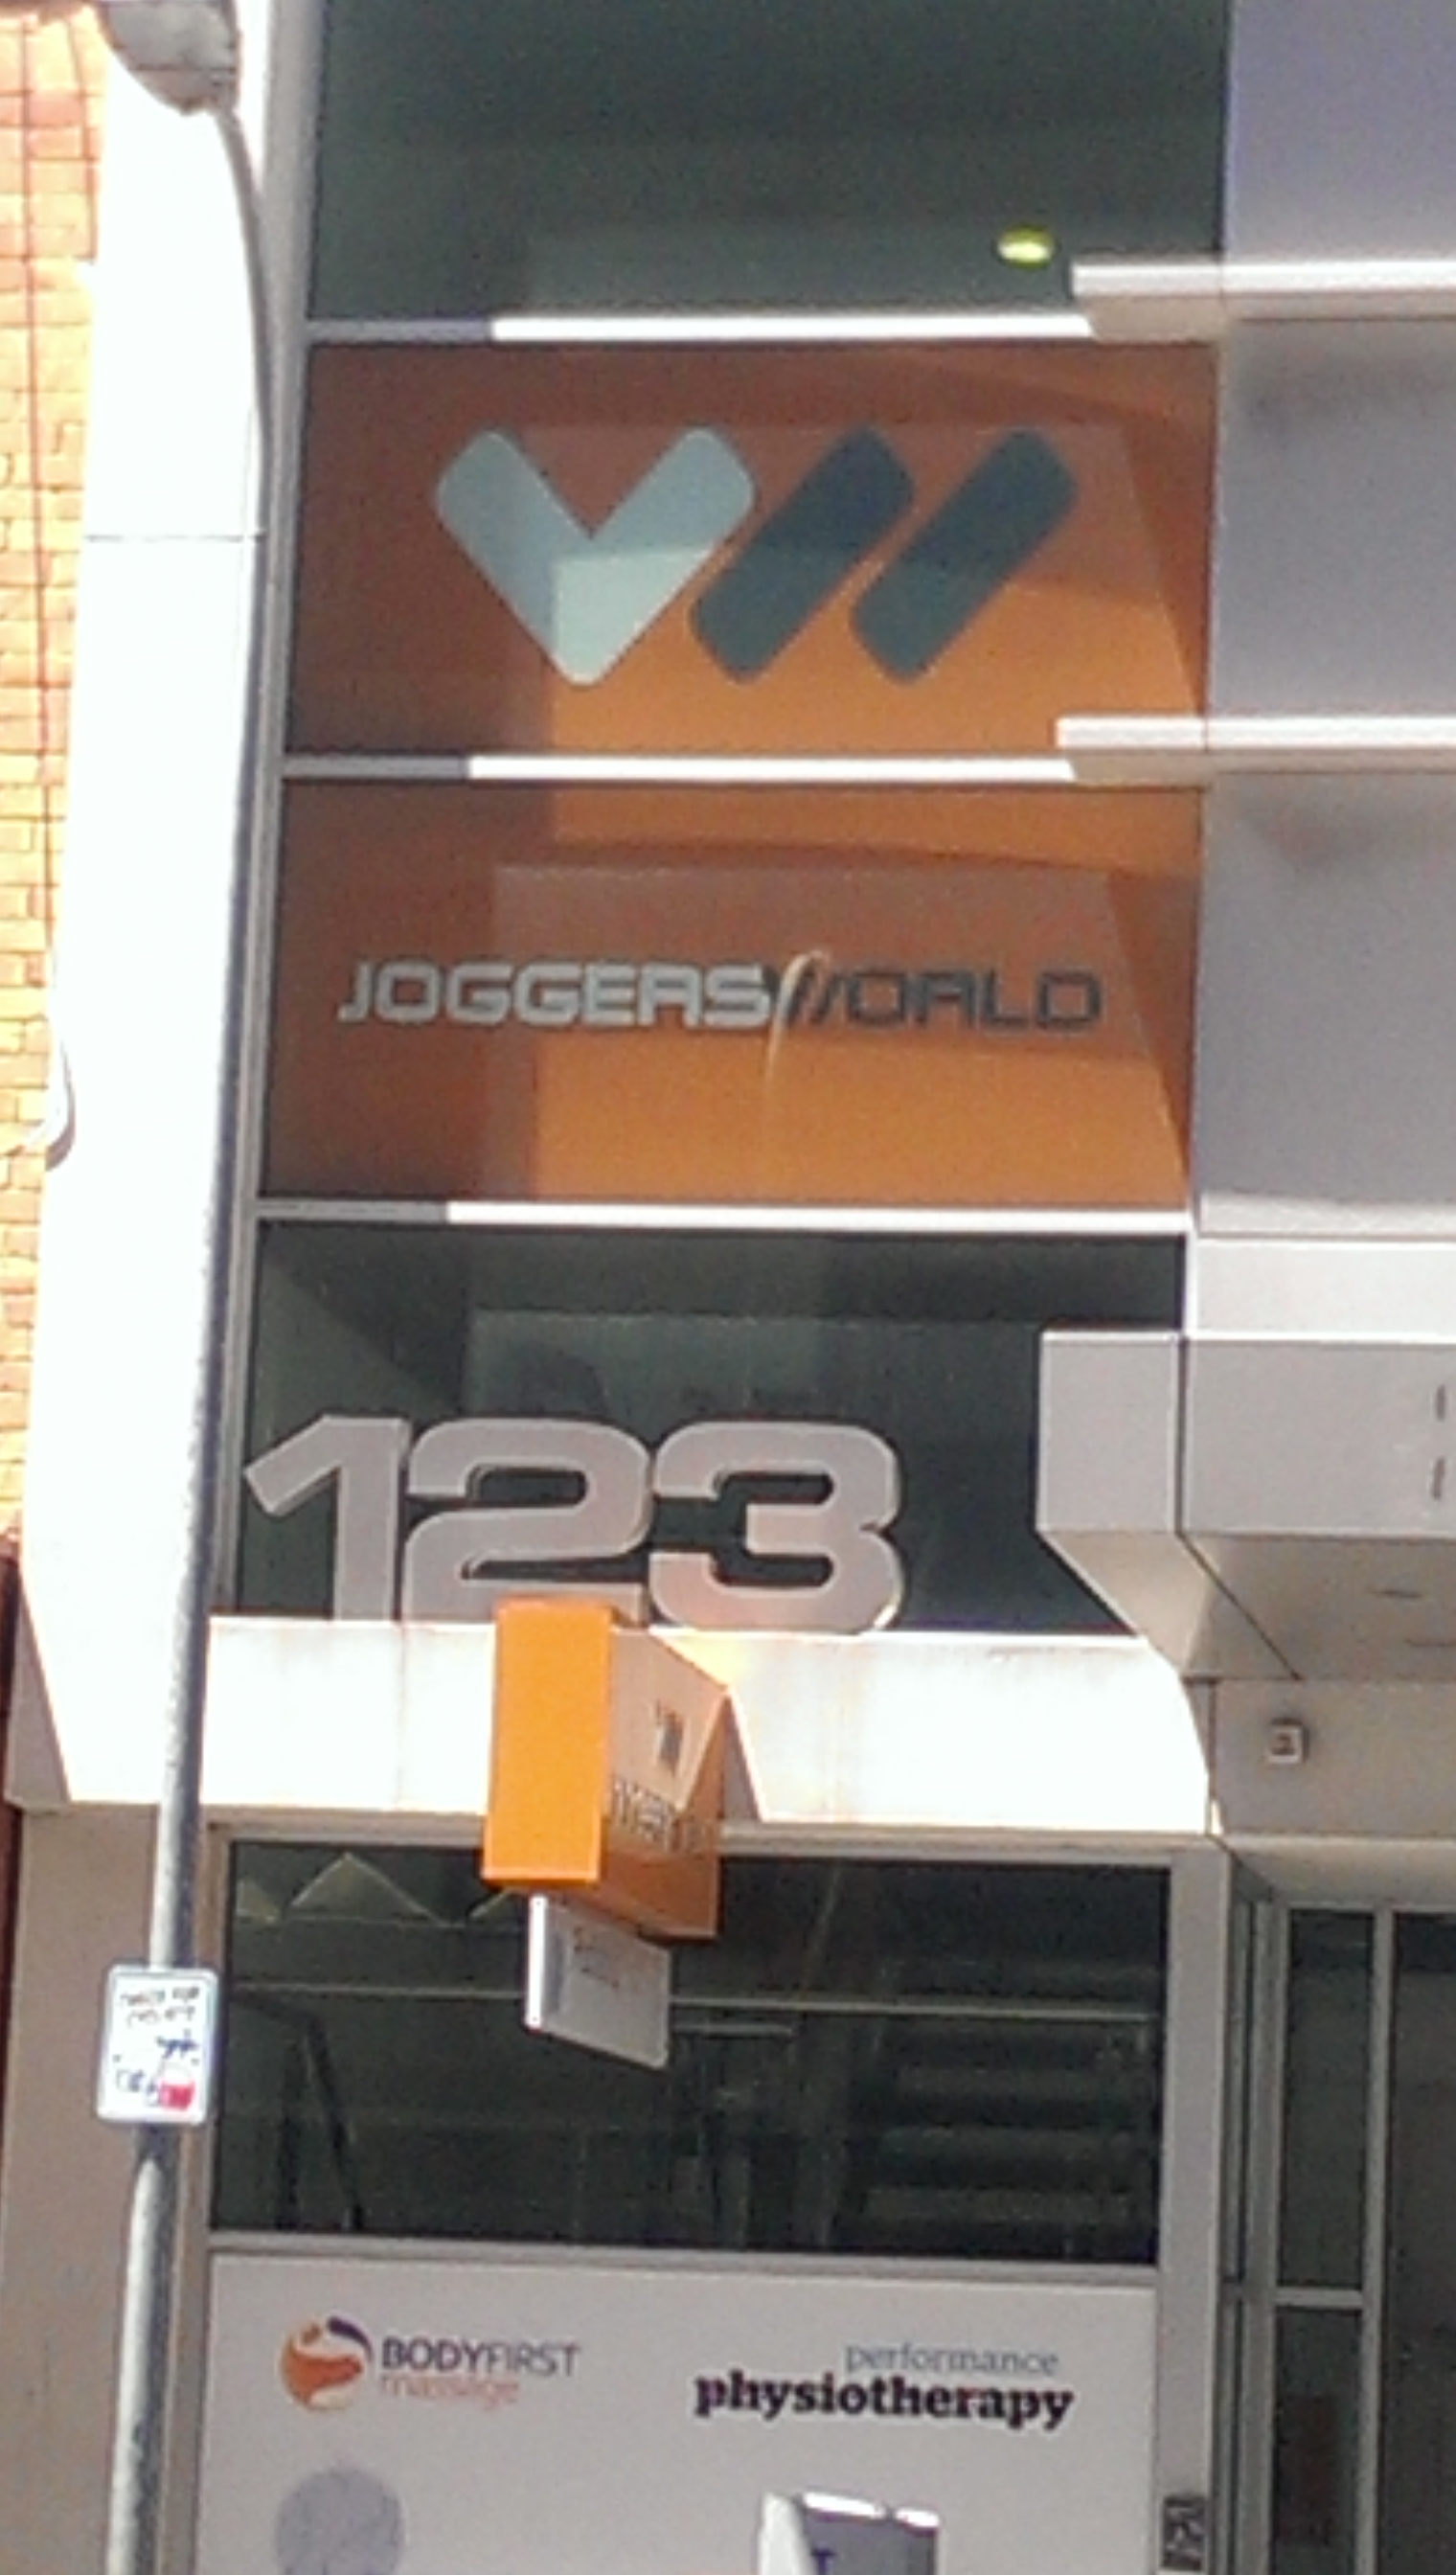 JOGGERSWORLD
123
BODYFIRST
massage
performance
physiotherapy